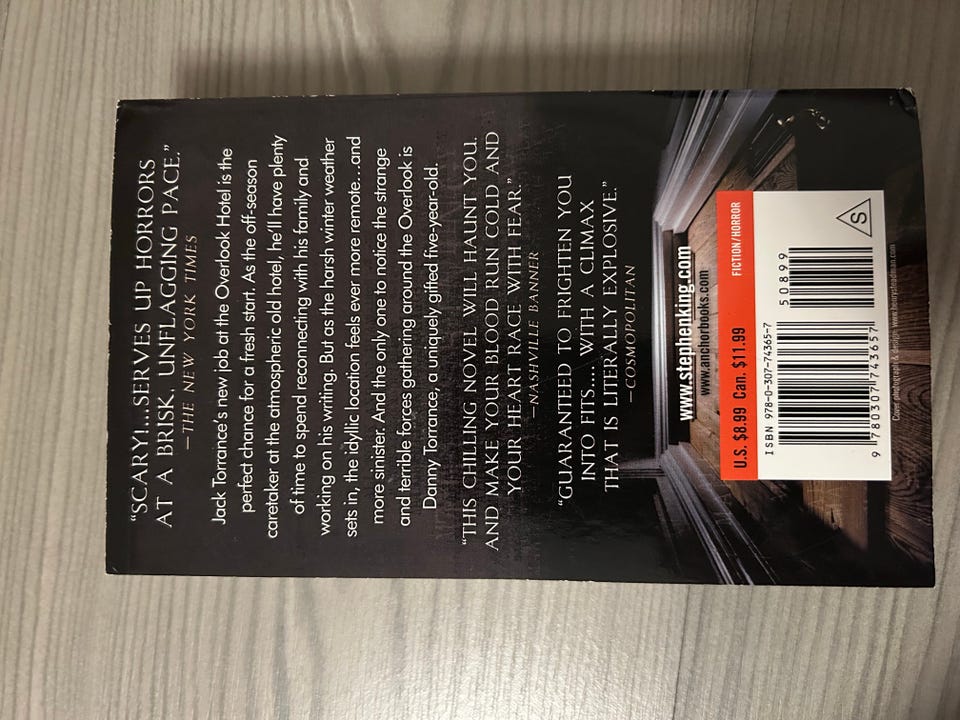 “SCARY!...SERVES UP HORRORS
AT A BRISK, UNFLAGGING PACE.”
—THE NEW YORK TIMES
Jack Torrance's new job at the Overlook Hotel is the
perfect chance for a fresh start. As the off-season
caretaker at the atmospheric old hotel, he'll have plenty
of time to spend reconnecting with his family and
working on his writing. But as the harsh winter weather
sets in, the idyllic location feels ever more remote...and
more sinister. And the only one to notice the strange
and terrible forces gathering around the Overlook is
Danny Torrance, a uniquely gifted five-year-old.
“THIS CHILLING NOVEL WILL HAUNT YOU,
AND MAKE YOUR BLOOD RUN COLD AND
YOUR HEART RACE WITH FEAR.”
—NASHVILLE BANNER
“GUARANTEED TO FRIGHTEN YOU
INTO FITS.... WITH A CLIMAX
THAT IS LITERALLY EXPLOSIVE.”
—COSMOPOLITAN
www.stephenking.com
www.anchorbooks.com
U.S. $8.99 Can. $11.99 FICTION/HORROR
ISBN 978-0-307-74365-7
50899
S
9 780307 743657
Cover photographs & design: www.henrysteadman.com